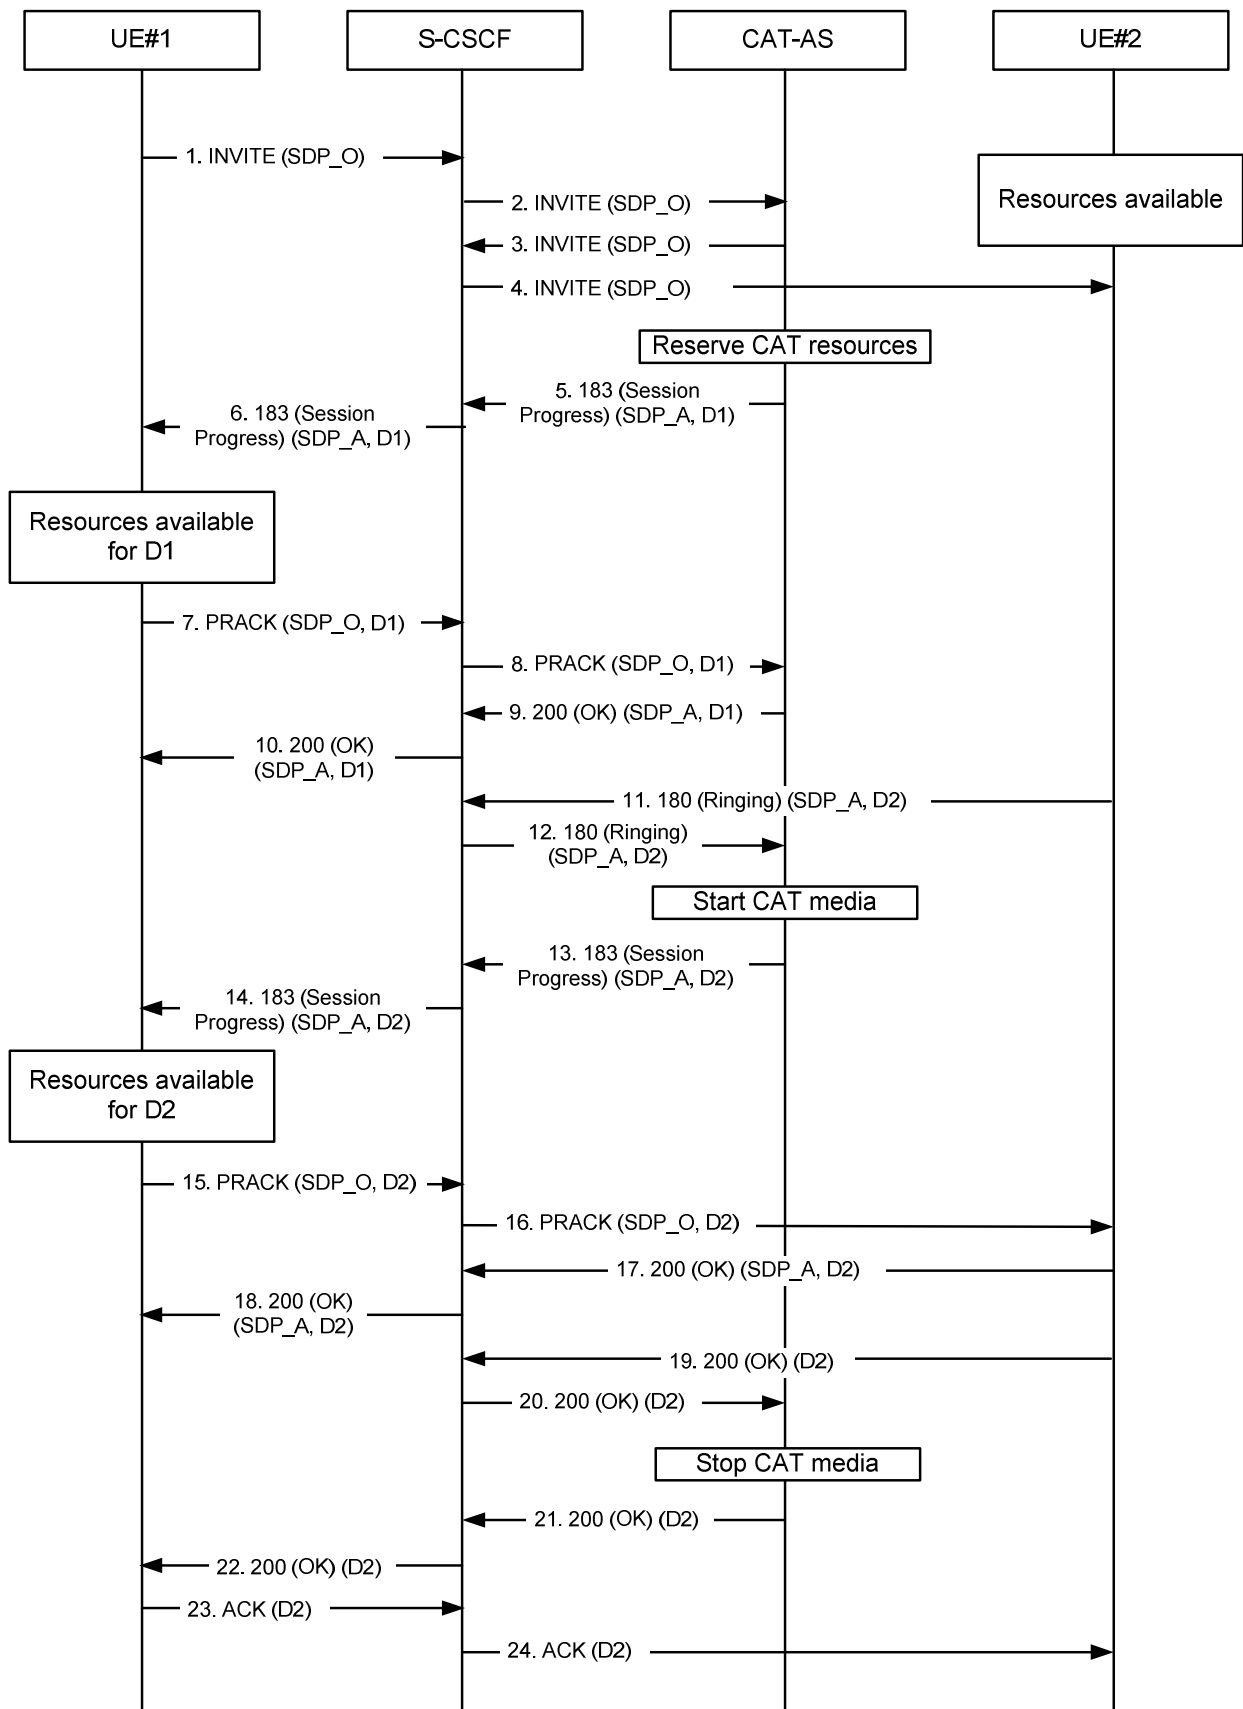 UE#1
S-CSCF
CAT-AS
UE#2
1. INVITE (SDP_O)
Resources available
2. INVITE (SDP_O)
3. INVITE (SDP_O)
4. INVITE (SDP_O)
Reserve CAT resources
5. 183 (Session
Progress) (SDP_A, D1)
6. 183 (Session
Progress) (SDP_A, D1)
Resources available
for D1
7. PRACK (SDP_O, D1)
8. PRACK (SDP_O, D1)
9. 200 (OK) (SDP_A, D1)
10. 200 (OK)
(SDP_A, D1)
11. 180 (Ringing) (SDP_A, D2)
12. 180 (Ringing)
(SDP_A, D2)
Start CAT media
13. 183 (Session
Progress) (SDP_A, D2)
14. 183 (Session
Progress) (SDP_A, D2)
Resources available
for D2
15. PRACK (SDP_O, D2)
16. PRACK (SDP_O, D2)
17. 200 (OK) (SDP_A, D2)
18. 200 (OK)
(SDP_A, D2)
19. 200 (OK) (D2)
20. 200 (OK) (D2)
Stop CAT media
21. 200 (OK) (D2)
22. 200 (OK) (D2)
23. ACK (D2)
24. ACK (D2)